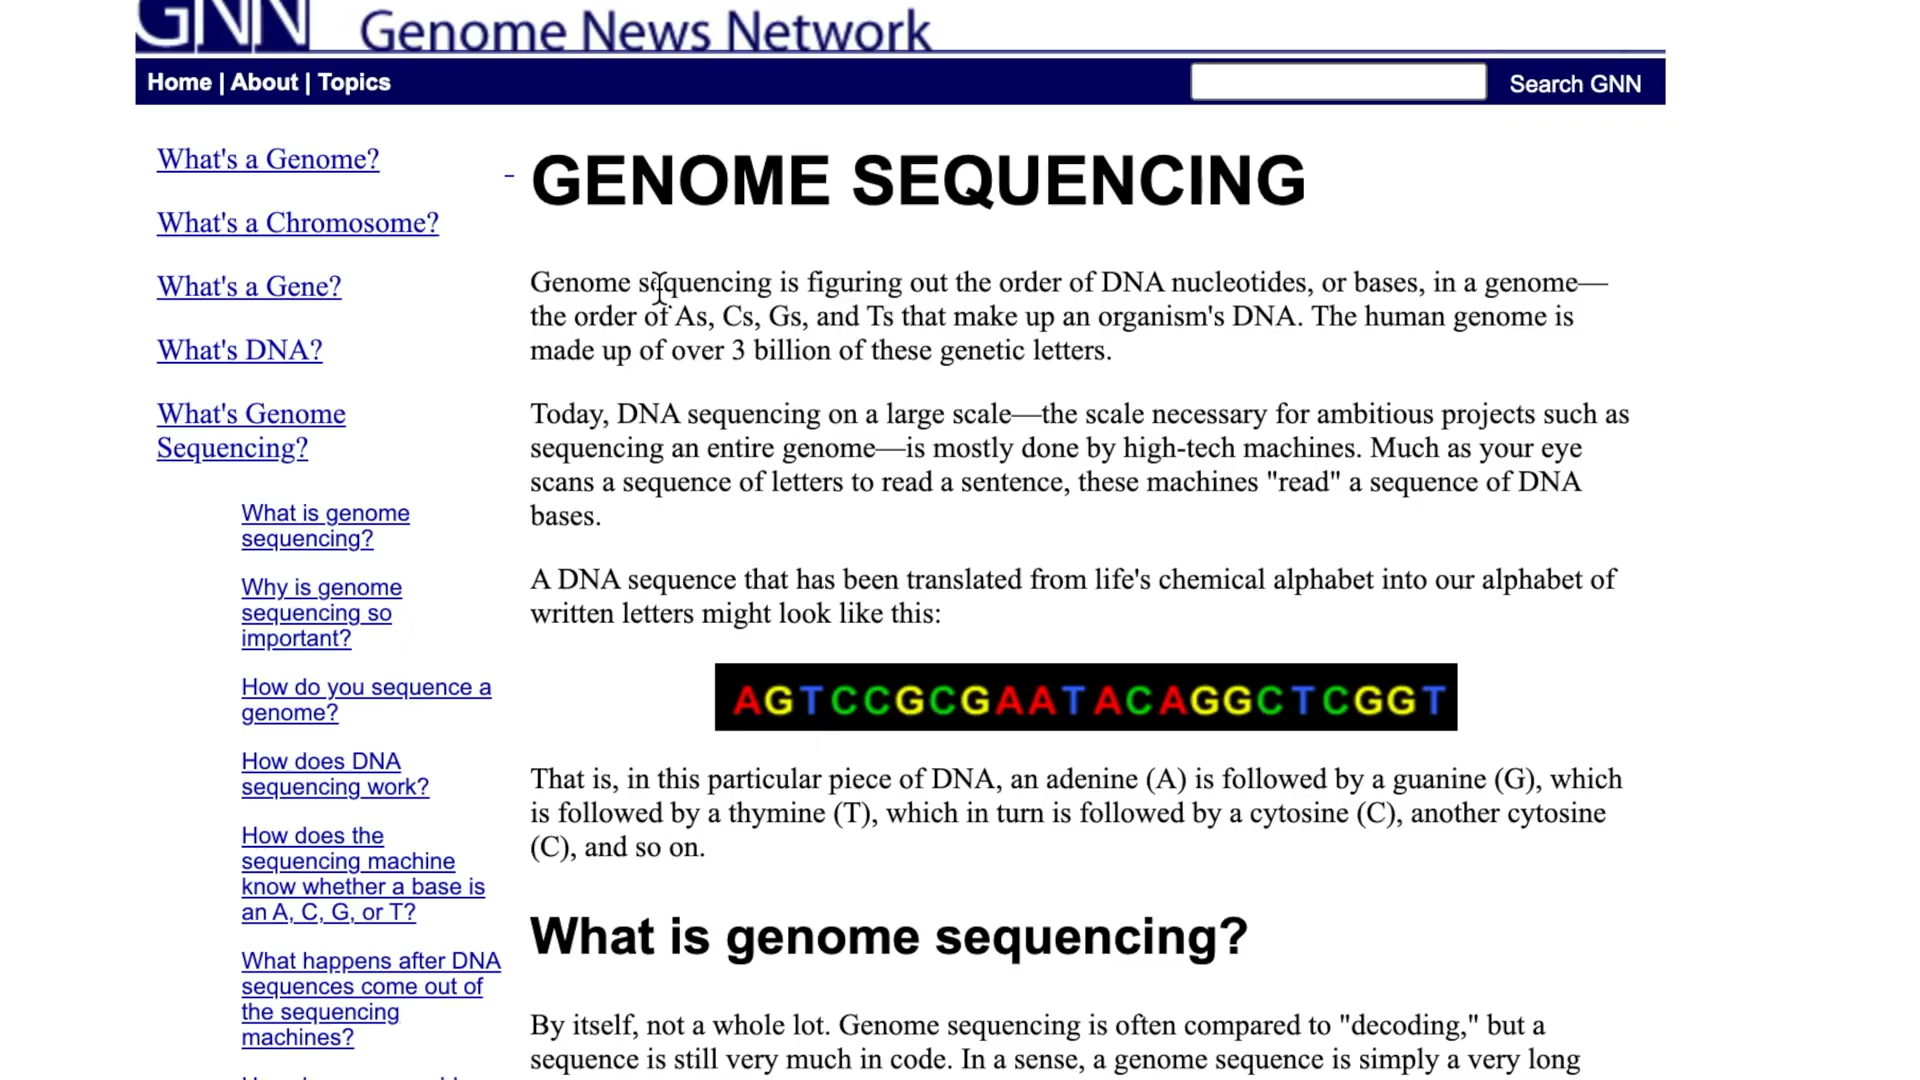 GNN Genome News Network
Home | About | Topics
Search GNN
What's a Genome?
What's a Chromosome?
What's a Gene?
What's DNA?
What's Genome
Sequencing?
What is genome
sequencing?
Why is genome
sequencing so
important?
How do you sequence a
genome?
How does DNA
sequencing work?
How does the
sequencing machine
know whether a base is
an A, C, G, or T?
What happens after DNA
sequences come out of
the sequencing
machines?
GENOME SEQUENCING
Genome sequencing is figuring out the order of DNA nucleotides, or bases, in a genome—
the order of As, Cs, Gs, and Ts that make up an organism's DNA. The human genome is
made up of over 3 billion of these genetic letters.
Today, DNA sequencing on a large scale—the scale necessary for ambitious projects such as
sequencing an entire genome—is mostly done by high-tech machines. Much as your eye
scans a sequence of letters to read a sentence, these machines "read" a sequence of DNA
bases.
A DNA sequence that has been translated from life's chemical alphabet into our alphabet of
written letters might look like this:
AGTCCGCGAATACAGGCTCGGT
That is, in this particular piece of DNA, an adenine (A) is followed by a guanine (G), which
is followed by a thymine (T), which in turn is followed by a cytosine (C), another cytosine
(C), and so on.
What is genome sequencing?
By itself, not a whole lot. Genome sequencing is often compared to "decoding," but a
sequence is still very much in code. In a sense, a genome sequence is simply a very long